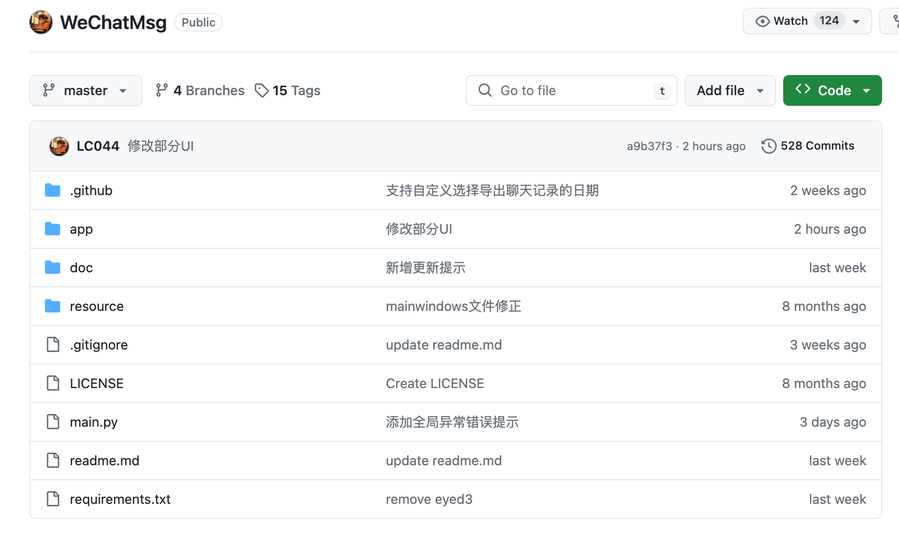 WeChatMsg Public Watch 124
master 4 Branches 15 Tags Go to file t Add file Code
LC044 修改部分UI a9b37f3 · 2 hours ago 528 Commits
.github 支持自定义选择导出聊天记录的日期 2 weeks ago
app 修改部分UI 2 hours ago
doc 新增更新提示 last week
resource mainwindows文件修正 8 months ago
.gitignore update readme.md 3 weeks ago
LICENSE Create LICENSE 8 months ago
main.py 添加全局异常错误提示 3 days ago
readme.md update readme.md last week
requirements.txt remove eyed3 last week